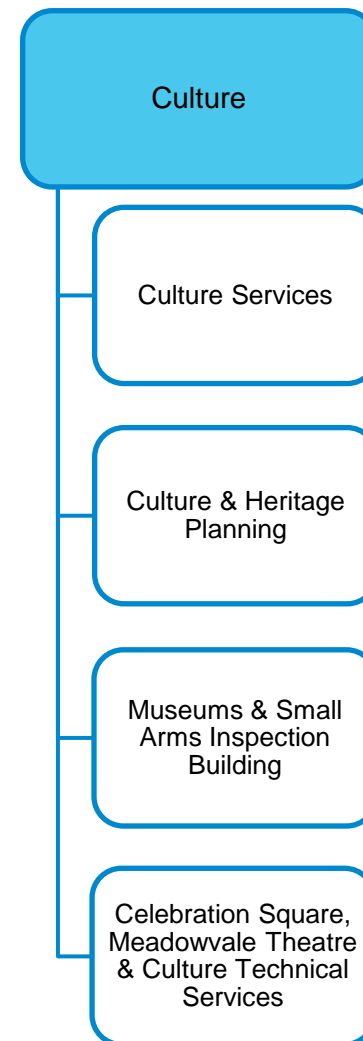 Culture
Culture Services
Culture & Heritage
Planning
Museums & Small
Arms Inspection
Building
Celebration Square,
Meadowvale Theatre
& Culture Technical
Services